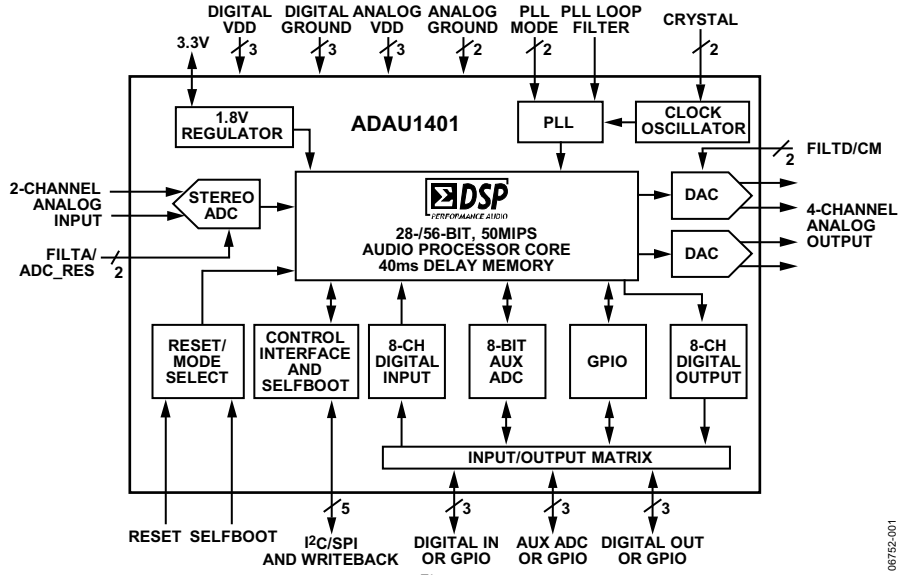 DIGITAL VDD
DIGITAL GROUND
ANALOG VDD
ANALOG GROUND
PLL MODE
PLL LOOP FILTER
CRYSTAL
3.3V
3
3
3
2
2
2
1.8V
REGULATOR
ADAU1401
PLL
CLOCK
OSCILLATOR
FILTD/CM
2
2-CHANNEL
ANALOG
INPUT
STEREO
ADC
DSP
PERFORMANCE AUDIO
28-/56-BIT, 50MIPS
AUDIO PROCESSOR CORE
40ms DELAY MEMORY
DAC
DAC
4-CHANNEL
ANALOG
OUTPUT
FILTA/
ADC_RES
2
RESET/
MODE
SELECT
CONTROL
INTERFACE
AND
SELFBOOT
8-CH
DIGITAL
INPUT
8-BIT
AUX
ADC
GPIO
8-CH
DIGITAL
OUTPUT
INPUT/OUTPUT MATRIX
5
3
3
3
RESET
SELFBOOT
I²C/SPI
AND WRITEBACK
DIGITAL IN
OR GPIO
AUX ADC
OR GPIO
DIGITAL OUT
OR GPIO
06752-001